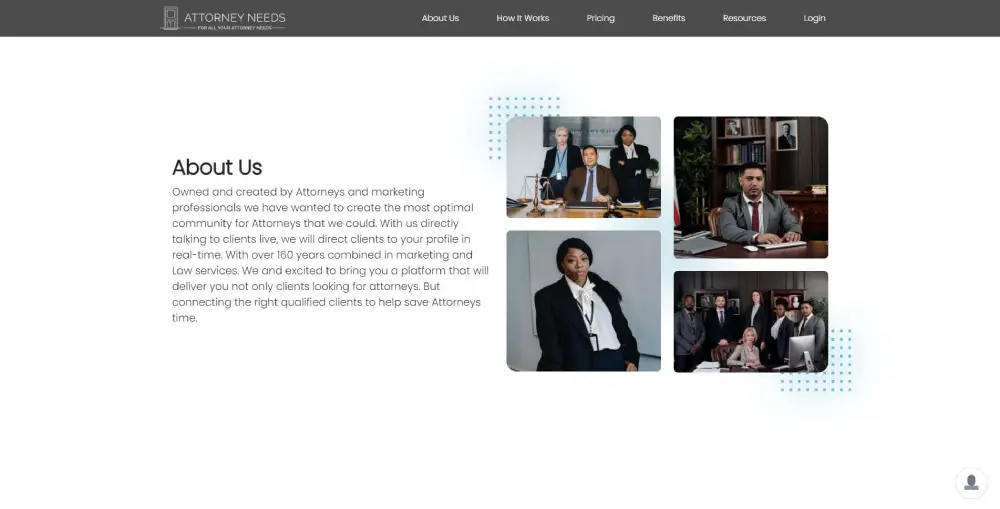 ATTORNEY NEEDS
FOR ALL YOUR ATTORNEY NEEDS
About Us
How It Works
Pricing
Benefits
Resources
Login
About Us
Owned and created by Attorneys and marketing
professionals we have wanted to create the most optimal
community for Attorneys that we could. With us directly
talking to clients live, we will direct clients to your profile in
real-time. With over 160 years combined in marketing and
Law services. We and excited to bring you a platform that will
deliver you not only clients looking for attorneys. But
connecting the right qualified clients to help save Attorneys
time.